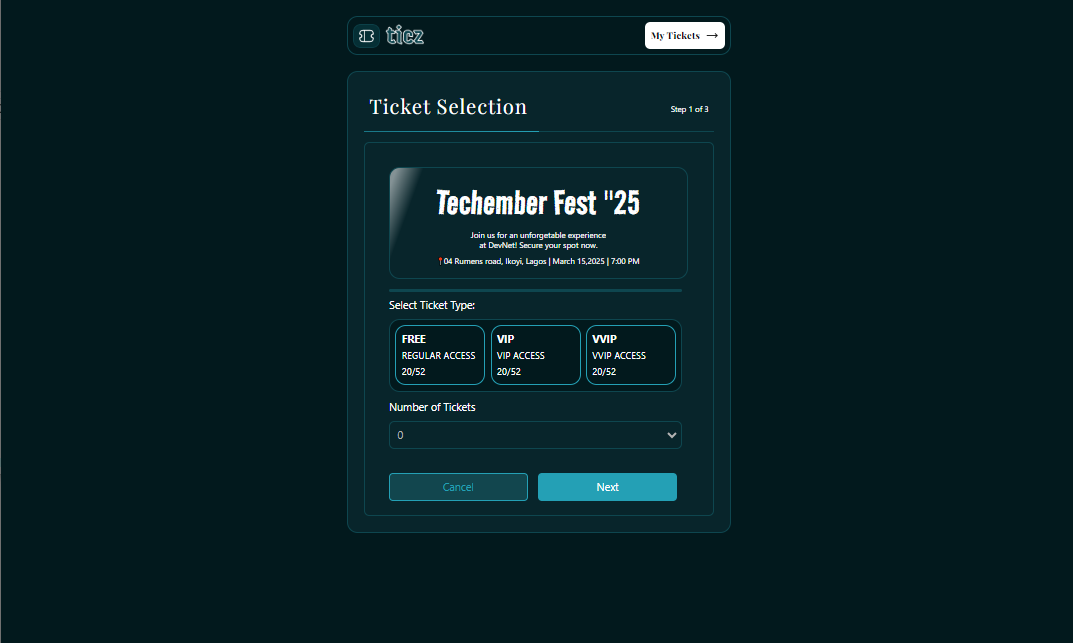 ticz
My Tickets →
Ticket Selection
Step 1 of 3
Techember Fest "25
Join us for an unforgetable experience
at DevNet! Secure your spot now.
📍04 Rumens road, Ikoyi, Lagos | March 15,2025 | 7:00 PM
Select Ticket Type:
FREE
REGULAR ACCESS
20/52
VIP
VIP ACCESS
20/52
VVIP
VVIP ACCESS
20/52
Number of Tickets
0
Cancel
Next